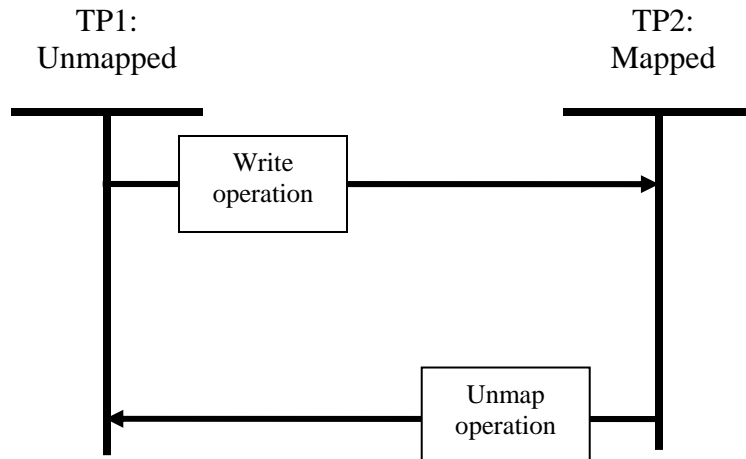 TP1:
Unmapped
TP2:
Mapped
Write
operation
Unmap
operation